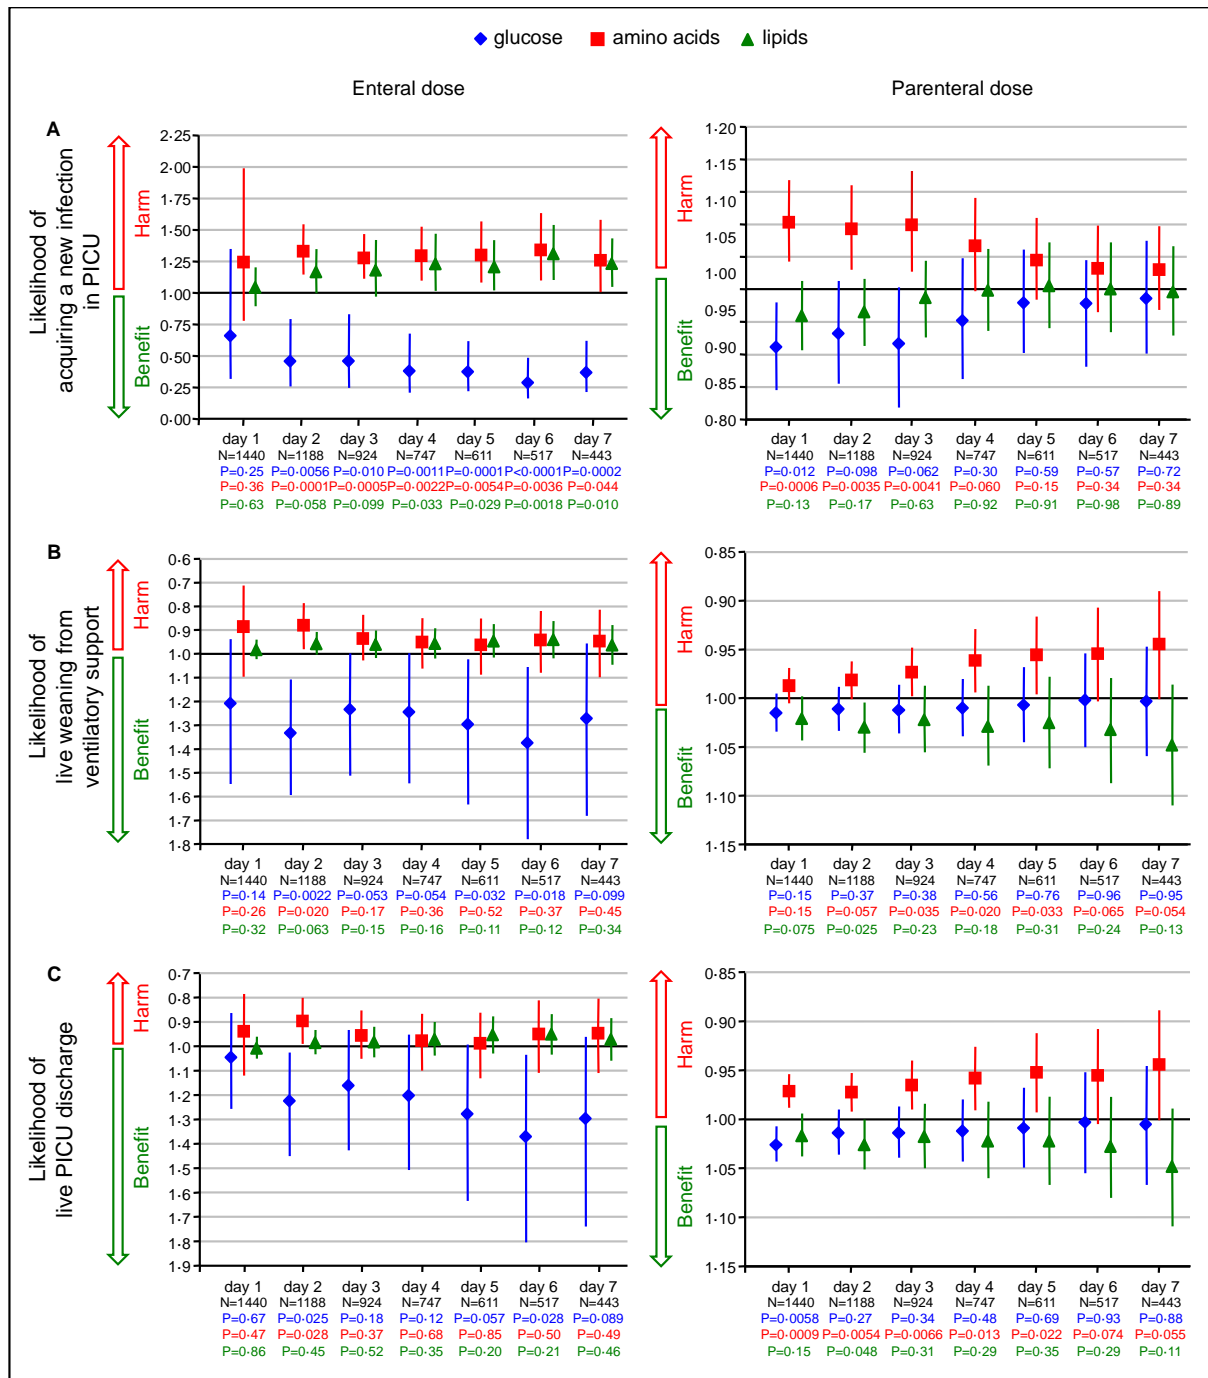 glucose amino acids lipids
Enteral dose Parenteral dose
A
Likelihood of
acquiring a new infection
in PICU
Harm
Benefit
2·25
2·00
1·75
1·50
1·25
1·00
0·75
0·50
0·25
0·00
day 1 day 2 day 3 day 4 day 5 day 6 day 7
N=1440 N=1188 N=924 N=747 N=611 N=517 N=443
P=0·25 P=0·0056 P=0·010 P=0·0011 P=0·0001 P<0·0001 P=0·0002
P=0·36 P=0·0001 P=0·0005 P=0·0022 P=0·0054 P=0·0036 P=0·044
P=0·63 P=0·058 P=0·099 P=0·033 P=0·029 P=0·0018 P=0·010
Harm
Benefit
1·20
1·15
1·05
1·00
0·95
0·90
0·85
0·80
day 1 day 2 day 3 day 4 day 5 day 6 day 7
N=1440 N=1188 N=924 N=747 N=611 N=517 N=443
P=0·012 P=0·098 P=0·062 P=0·30 P=0·59 P=0·57 P=0·72
P=0·0006 P=0·0035 P=0·0041 P=0·060 P=0·15 P=0·34 P=0·34
P=0·13 P=0·17 P=0·63 P=0·92 P=0·91 P=0·98 P=0·89
B
Likelihood of
live weaning from
ventilatory support
Harm
Benefit
0·6
0·7
0·8
0·9
1·0
1·1
1·2
1·3
1·4
1·5
1·6
1·7
1·8
day 1 day 2 day 3 day 4 day 5 day 6 day 7
N=1440 N=1188 N=924 N=747 N=611 N=517 N=443
P=0·14 P=0·0022 P=0·053 P=0·054 P=0·032 P=0·018 P=0·099
P=0·26 P=0·020 P=0·17 P=0·36 P=0·52 P=0·37 P=0·45
P=0·32 P=0·063 P=0·15 P=0·16 P=0·11 P=0·12 P=0·34
Harm
Benefit
0·85
0·90
0·95
1·00
1·05
1·10
1·15
day 1 day 2 day 3 day 4 day 5 day 6 day 7
N=1440 N=1188 N=924 N=747 N=611 N=517 N=443
P=0·15 P=0·37 P=0·38 P=0·56 P=0·76 P=0·96 P=0·95
P=0·15 P=0·057 P=0·035 P=0·020 P=0·033 P=0·065 P=0·054
P=0·075 P=0·025 P=0·23 P=0·18 P=0·31 P=0·24 P=0·13
C
Likelihood of
live PICU discharge
Harm
Benefit
0·7
0·8
0·9
1·0
1·1
1·2
1·3
1·4
1·5
1·6
1·7
1·8
1·9
day 1 day 2 day 3 day 4 day 5 day 6 day 7
N=1440 N=1188 N=924 N=747 N=611 N=517 N=443
P=0·67 P=0·025 P=0·18 P=0·12 P=0·057 P=0·028 P=0·089
P=0·47 P=0·028 P=0·37 P=0·68 P=0·85 P=0·50 P=0·49
P=0·86 P=0·45 P=0·52 P=0·35 P=0·20 P=0·21 P=0·46
Harm
Benefit
0·85
0·90
0·95
1·00
1·05
1·10
1·15
day 1 day 2 day 3 day 4 day 5 day 6 day 7
N=1440 N=1188 N=924 N=747 N=611 N=517 N=443
P=0·0058 P=0·27 P=0·34 P=0·48 P=0·69 P=0·93 P=0·88
P=0·0009 P=0·0054 P=0·0066 P=0·013 P=0·022 P=0·074 P=0·055
P=0·15 P=0·048 P=0·31 P=0·29 P=0·35 P=0·29 P=0·11